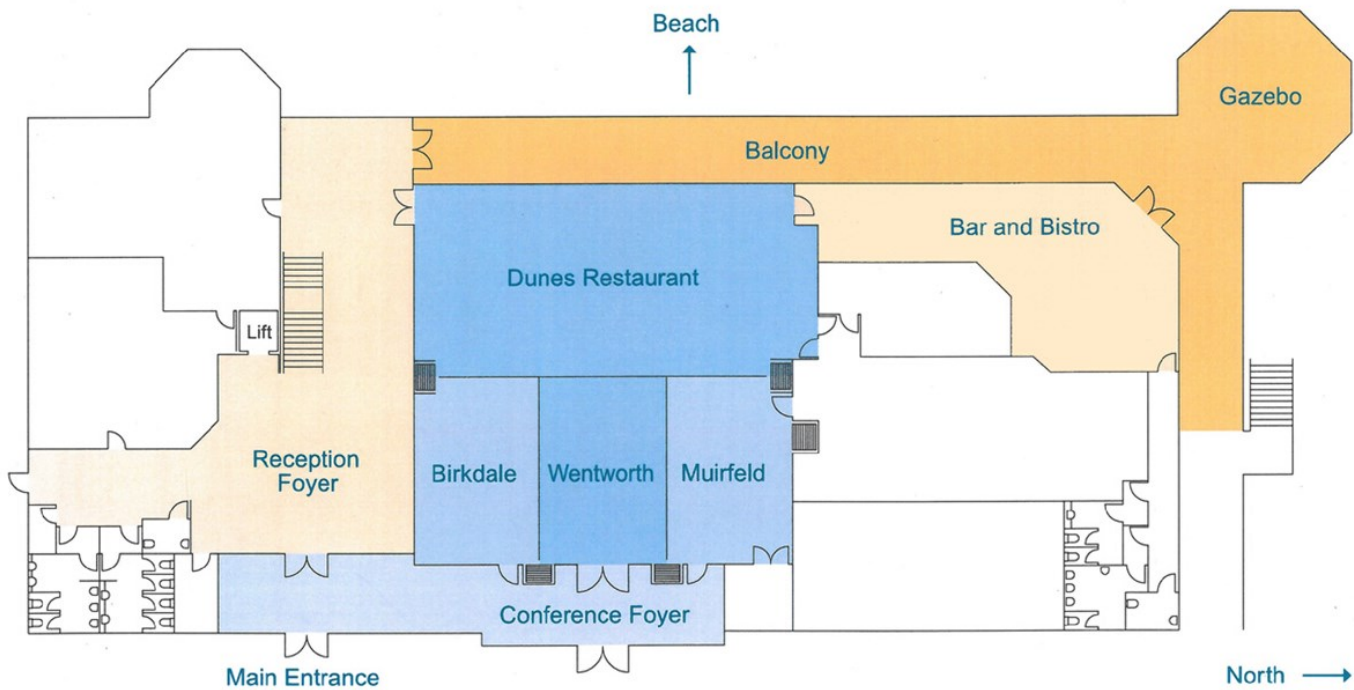 Beach
Gazebo
Balcony
Bar and Bistro
Dunes Restaurant
Lift
Reception
Foyer
Birkdale
Wentworth
Muirfeld
Conference Foyer
Main Entrance
North